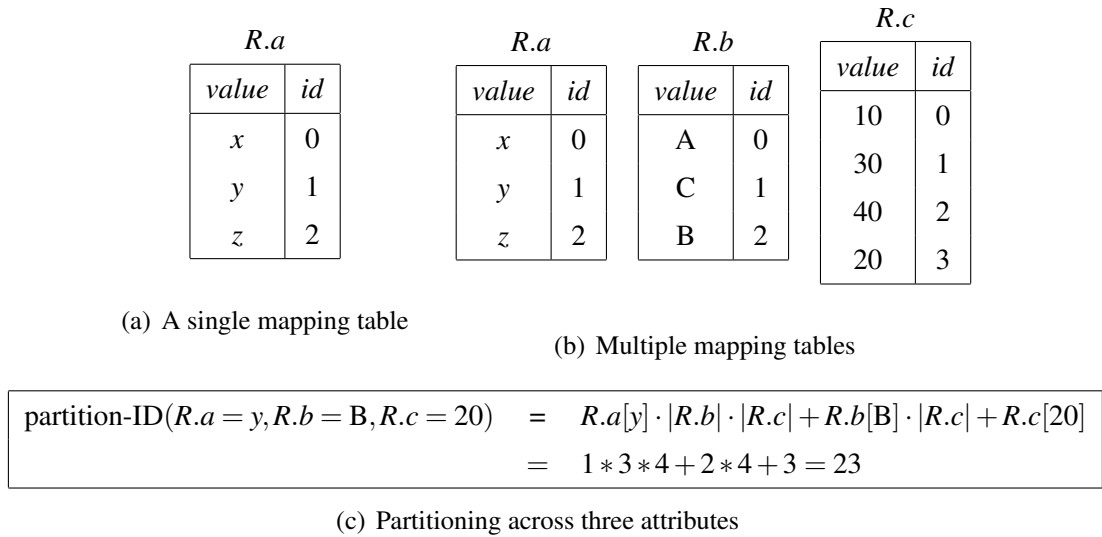 R.a
value id
x 0
y 1
z 2
(a) A single mapping table
R.a
value id
x 0
y 1
z 2
R.b
value id
A 0
C 1
B 2
R.c
value id
10 0
30 1
40 2
20 3
(b) Multiple mapping tables
partition-ID(R.a = y, R.b = B, R.c = 20) = R.a[y] · |R.b| · |R.c| + R.b[B] · |R.c| + R.c[20]
= 1 * 3 * 4 + 2 * 4 + 3 = 23
(c) Partitioning across three attributes